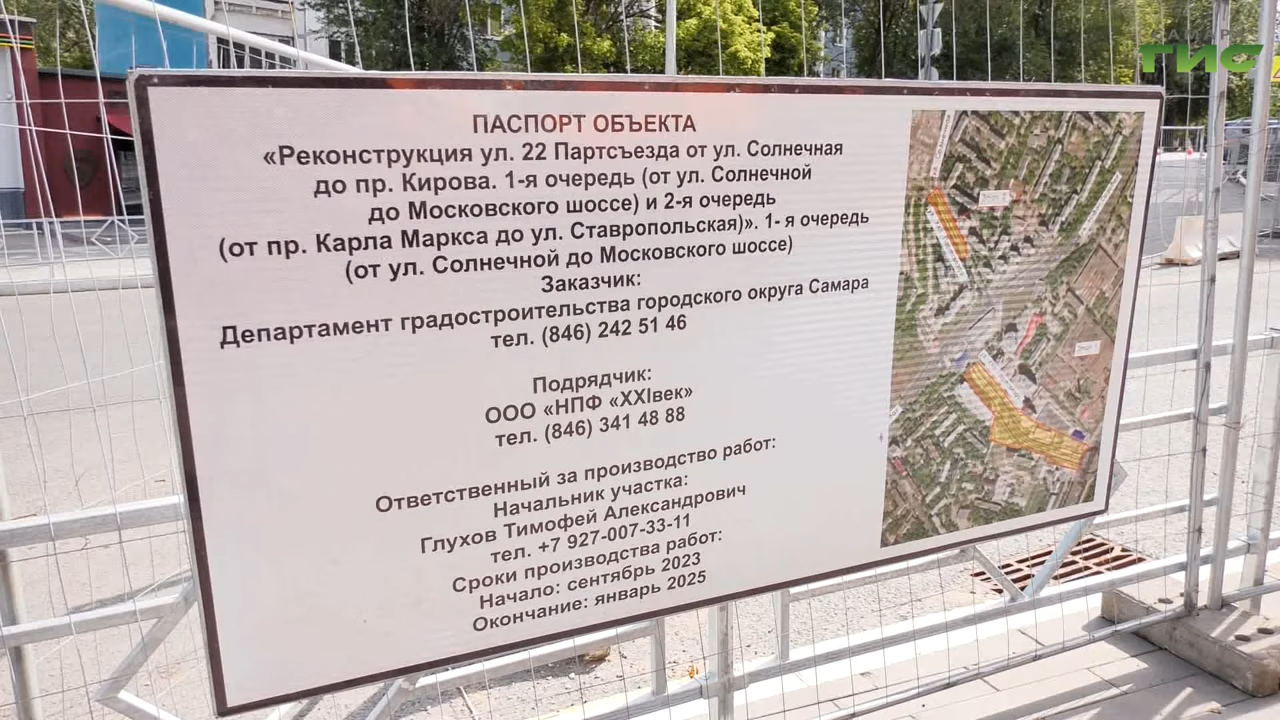 ПАСПОРТ ОБЪЕКТА
«Реконструкция ул. 22 Партсъезда от ул. Солнечная
до пр. Кирова. 1-я очередь (от ул. Солнечной
до Московского шоссе) и 2-я очередь
(от пр. Карла Маркса до ул. Ставропольская)». 1- я очередь
(от ул. Солнечной до Московского шоссе)
Заказчик:
Департамент градостроительства городского округа Самара
тел. (846) 242 51 46
Подрядчик:
ООО «НПФ «XXIвек»
тел. (846) 341 48 88
Ответственный за производство работ:
Начальник участка:
Глухов Тимофей Александрович
тел. +7 927-007-33-11
Сроки производства работ:
Начало: сентябрь 2023
Окончание: январь 2025
САМАРА
ТИС